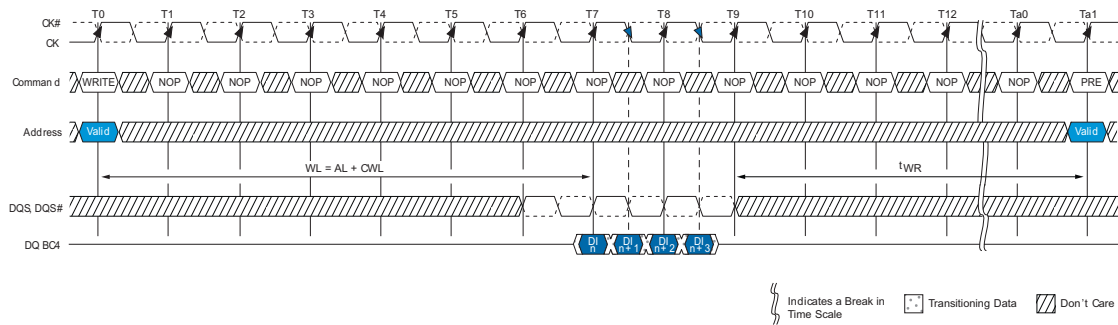 T0 T1 T2 T3 T4 T5 T6 T7 T8 T9 T10 T11 T12 Ta0 Ta1
CK#
CK
Command WRITE NOP NOP NOP NOP NOP NOP NOP NOP NOP NOP NOP NOP NOP PRE
Address Valid Valid
WL = AL + CWL tWR
DQS, DQS#
DQ BC4 DI n DI n+1 DI n+2 DI n+3
Indicates a Break in
Time Scale
Transitioning Data
Don't Care